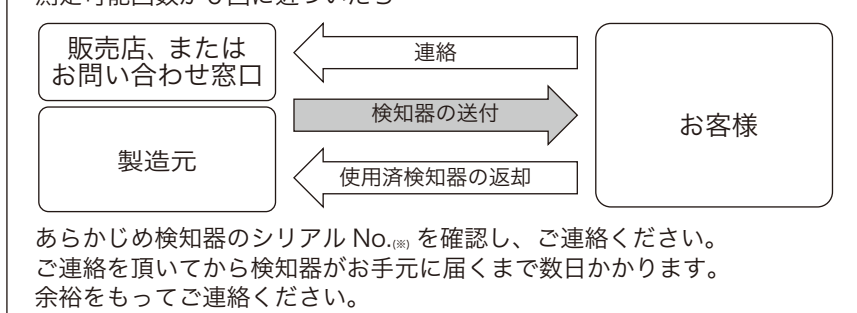 販売店、または
お問い合わせ窓口
製造元
連絡
検知器の送付
使用済検知器の返却
お客様
あらかじめ検知器のシリアル No.(※) を確認し、ご連絡ください。
ご連絡を頂いてから検知器がお手元に届くまで数日かかります。
余裕をもってご連絡ください。